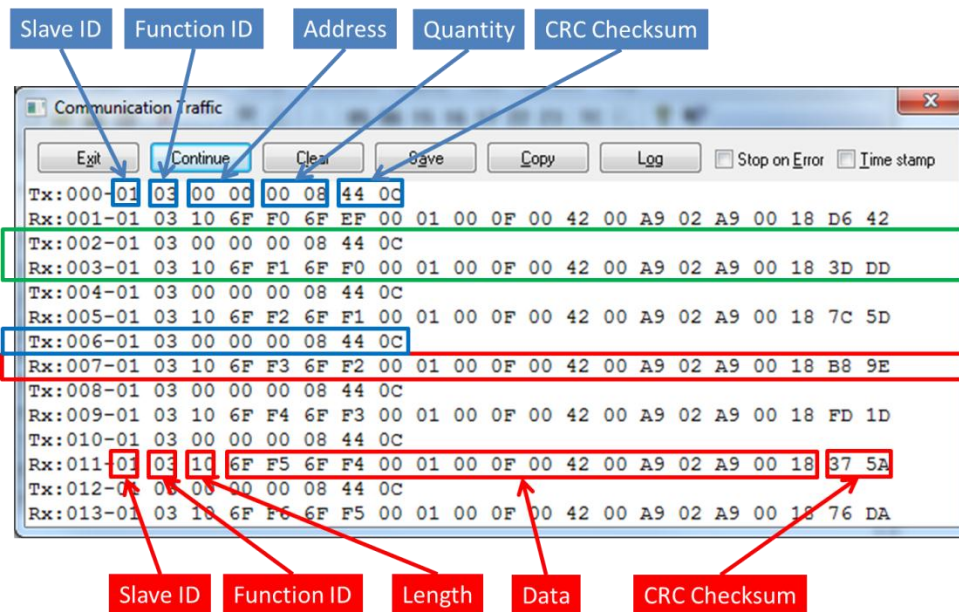 Slave ID Function ID Address Quantity CRC Checksum
Communication Traffic
Exit Continue Clear Save Copy Log Stop on Error Time stamp
Tx:000-01 03 00 00 00 08 44 0C
Rx:001-01 03 10 6F F0 6F EF 00 01 00 0F 00 42 00 A9 02 A9 00 18 D6 42
Tx:002-01 03 00 00 00 08 44 0C
Rx:003-01 03 10 6F F1 6F F0 00 01 00 0F 00 42 00 A9 02 A9 00 18 3D DD
Tx:004-01 03 00 00 00 08 44 0C
Rx:005-01 03 10 6F F2 6F F1 00 01 00 0F 00 42 00 A9 02 A9 00 18 7C 5D
Tx:006-01 03 00 00 00 08 44 0C
Rx:007-01 03 10 6F F3 6F F2 00 01 00 0F 00 42 00 A9 02 A9 00 18 B8 9E
Tx:008-01 03 00 00 00 08 44 0C
Rx:009-01 03 10 6F F4 6F F3 00 01 00 0F 00 42 00 A9 02 A9 00 18 FD 1D
Tx:010-01 03 00 00 00 08 44 0C
Rx:011-01 03 10 6F F5 6F F4 00 01 00 0F 00 42 00 A9 02 A9 00 18 37 5A
Tx:012-01 03 00 00 00 08 44 0C
Rx:013-01 03 10 6F F6 6F F5 00 01 00 0F 00 42 00 A9 02 A9 00 18 76 DA
Slave ID Function ID Length Data CRC Checksum